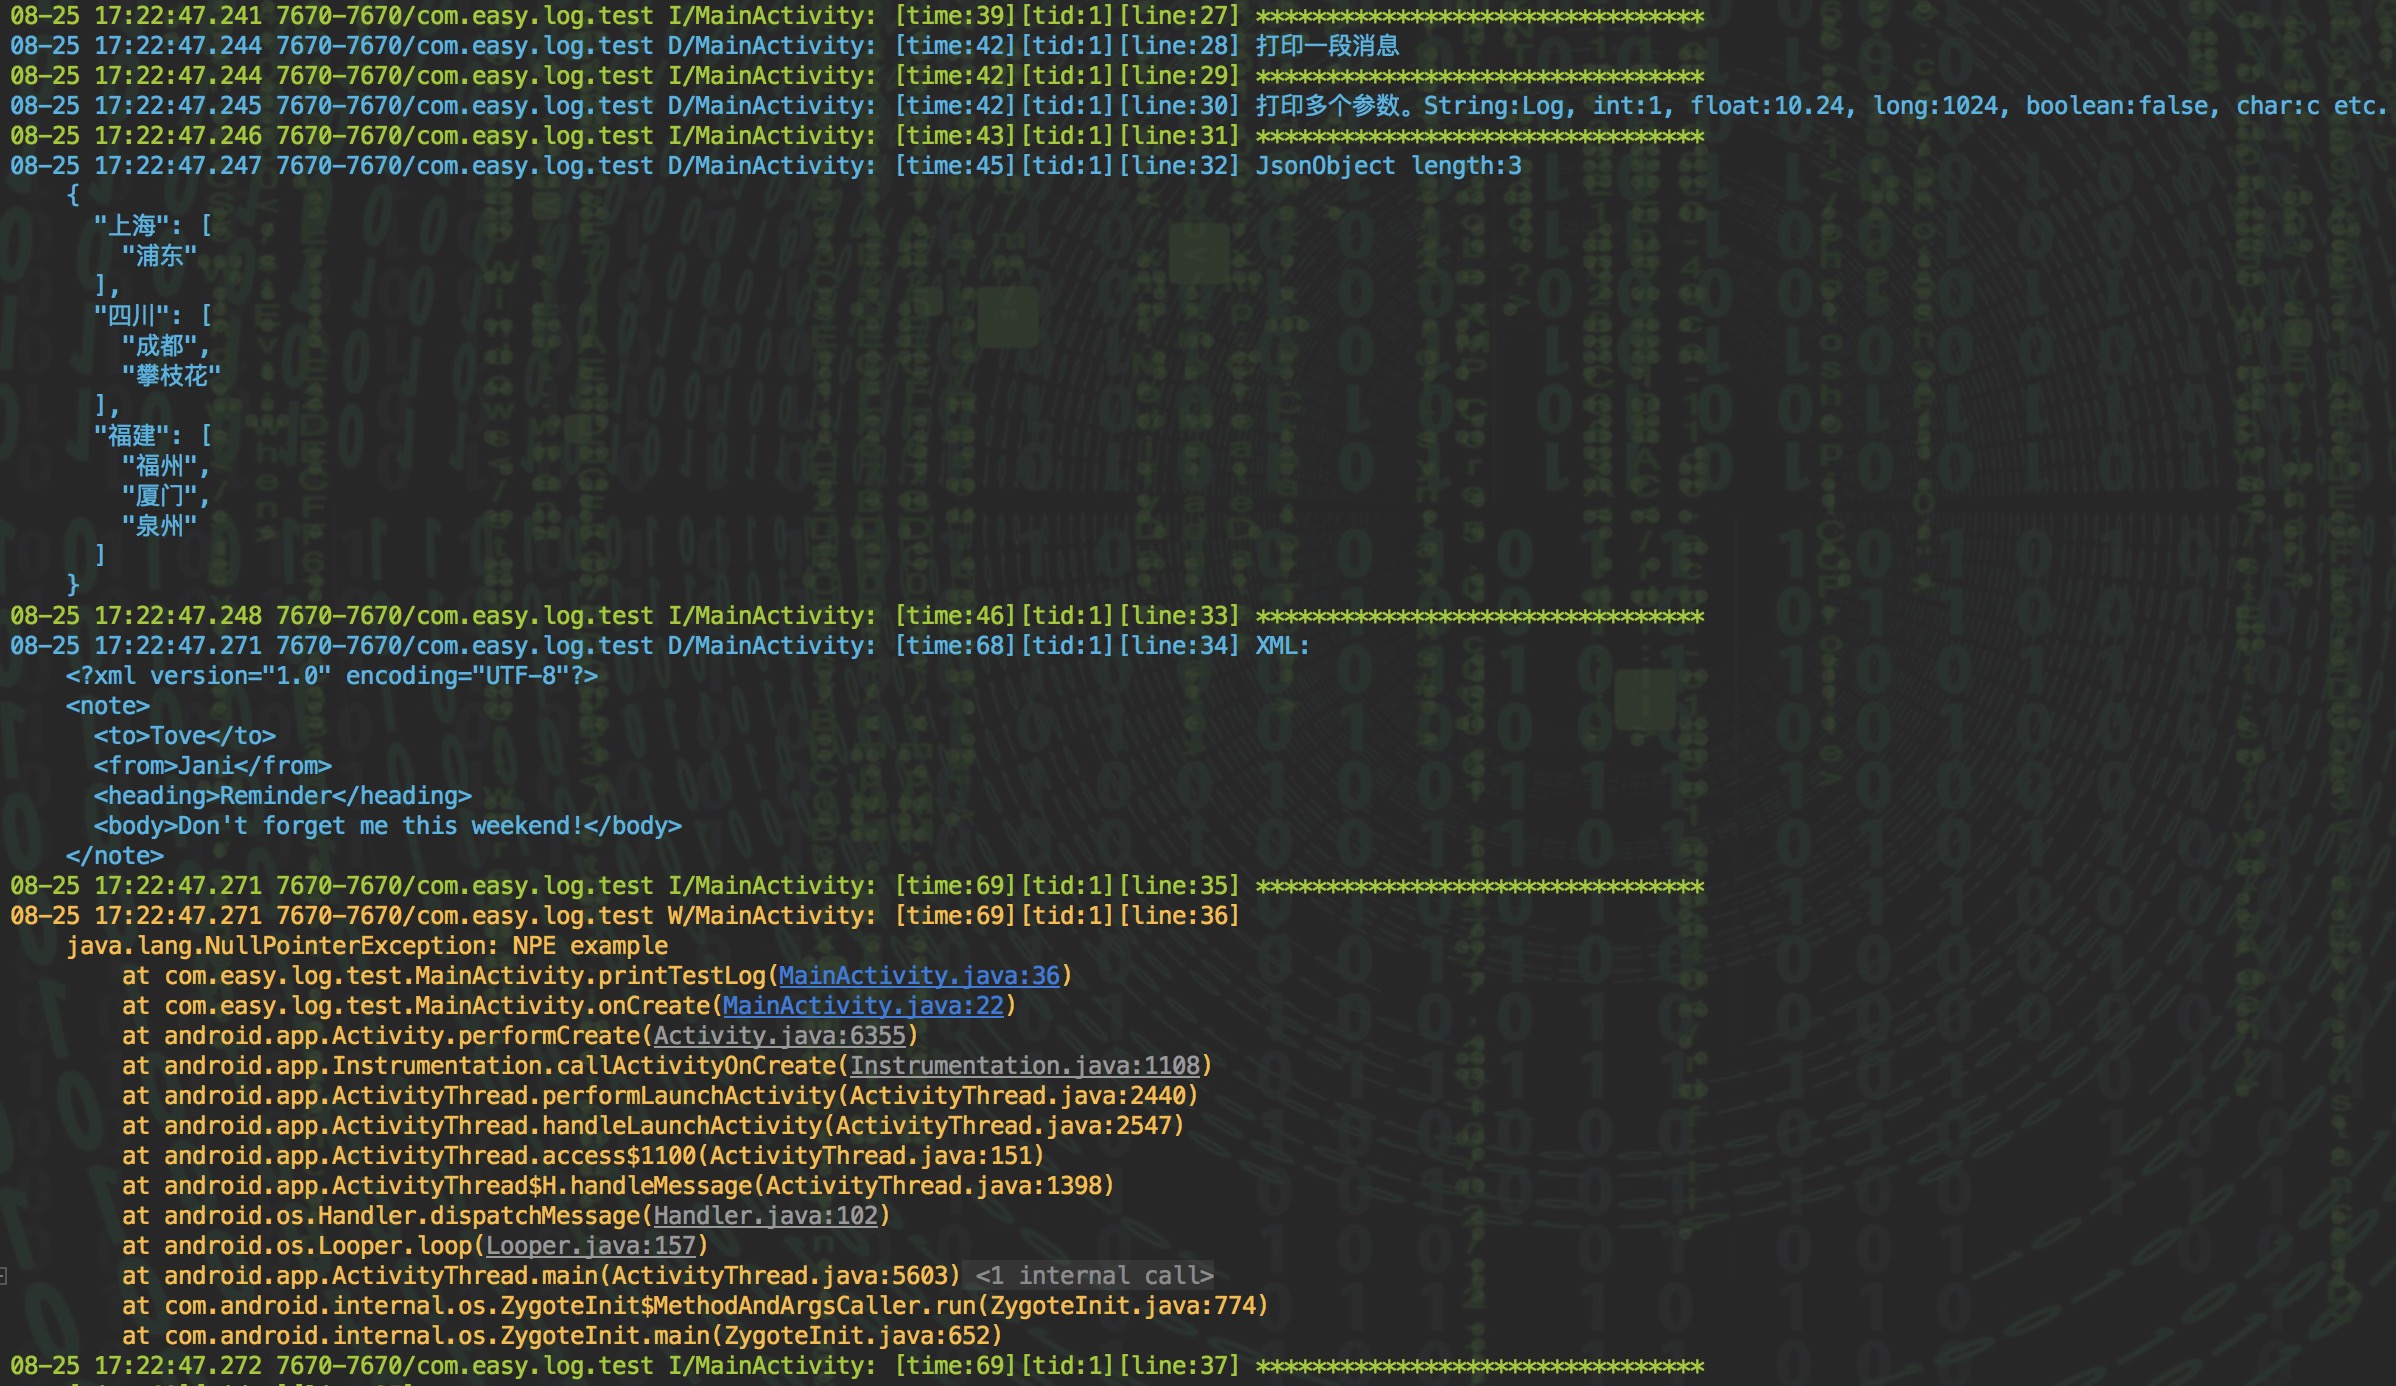 08-25 17:22:47.241 7670-7670/com.easy.log.test I/MainActivity: [time:39][tid:1][line:27] ********************************
08-25 17:22:47.244 7670-7670/com.easy.log.test D/MainActivity: [time:42][tid:1][line:28] 打印一段消息
08-25 17:22:47.244 7670-7670/com.easy.log.test I/MainActivity: [time:42][tid:1][line:29] ********************************
08-25 17:22:47.245 7670-7670/com.easy.log.test D/MainActivity: [time:42][tid:1][line:30] 打印多个参数。String:Log, int:1, float:10.24, long:1024, boolean:false, char:c etc.
08-25 17:22:47.246 7670-7670/com.easy.log.test I/MainActivity: [time:43][tid:1][line:31] ********************************
08-25 17:22:47.247 7670-7670/com.easy.log.test D/MainActivity: [time:45][tid:1][line:32] JsonObject length:3
{
"上海": [
"浦东"
],
"四川": [
"成都",
"攀枝花"
],
"福建": [
"福州",
"厦门",
"泉州"
]
}
08-25 17:22:47.248 7670-7670/com.easy.log.test I/MainActivity: [time:46][tid:1][line:33] ********************************
08-25 17:22:47.271 7670-7670/com.easy.log.test D/MainActivity: [time:68][tid:1][line:34] XML:
<?xml version="1.0" encoding="UTF-8"?>
<note>
<to>Tove</to>
<from>Jani</from>
<heading>Reminder</heading>
<body>Don't forget me this weekend!</body>
</note>
08-25 17:22:47.271 7670-7670/com.easy.log.test I/MainActivity: [time:69][tid:1][line:35] ********************************
08-25 17:22:47.271 7670-7670/com.easy.log.test W/MainActivity: [time:69][tid:1][line:36]
java.lang.NullPointerException: NPE example
at com.easy.log.test.MainActivity.printTestLog(MainActivity.java:36)
at com.easy.log.test.MainActivity.onCreate(MainActivity.java:22)
at android.app.Activity.performCreate(Activity.java:6355)
at android.app.Instrumentation.callActivityOnCreate(Instrumentation.java:1108)
at android.app.ActivityThread.performLaunchActivity(ActivityThread.java:2440)
at android.app.ActivityThread.handleLaunchActivity(ActivityThread.java:2547)
at android.app.ActivityThread.access$1100(ActivityThread.java:151)
at android.app.ActivityThread$H.handleMessage(ActivityThread.java:1398)
at android.os.Handler.dispatchMessage(Handler.java:102)
at android.os.Looper.loop(Looper.java:157)
at android.app.ActivityThread.main(ActivityThread.java:5603) <1 internal call>
at com.android.internal.os.ZygoteInit$MethodAndArgsCaller.run(ZygoteInit.java:774)
at com.android.internal.os.ZygoteInit.main(ZygoteInit.java:652)
08-25 17:22:47.272 7670-7670/com.easy.log.test I/MainActivity: [time:69][tid:1][line:37] ********************************